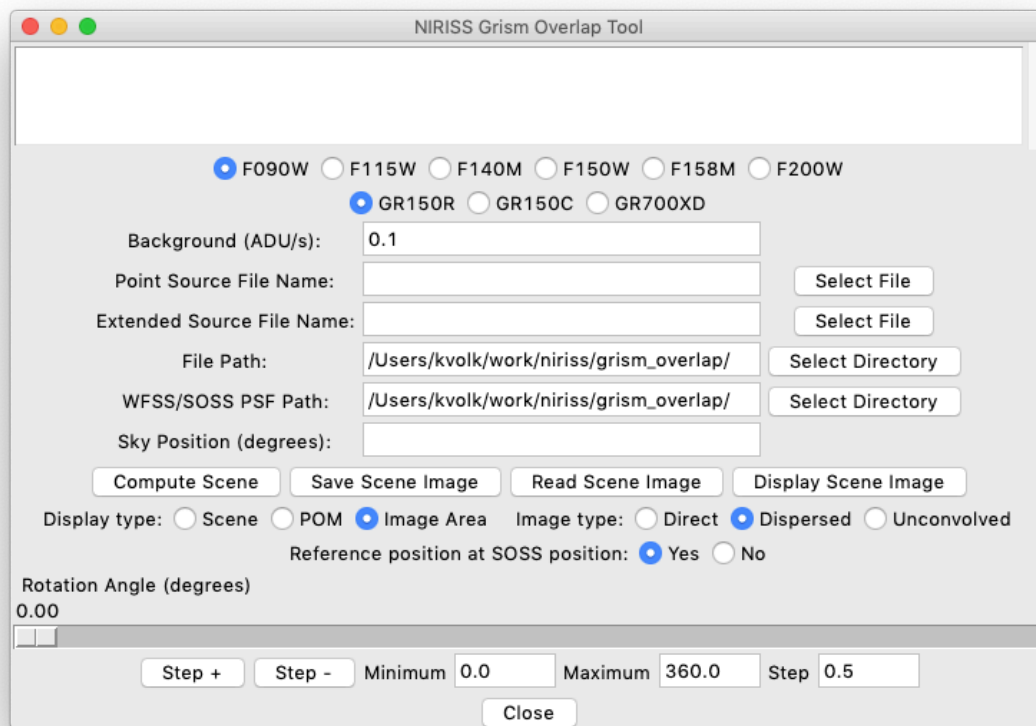 NIRISS Grism Overlap Tool
F090W F115W F140M F150W F158M F200W
GR150R GR150C GR700XD
Background (ADU/s): 0.1
Point Source File Name: Select File
Extended Source File Name: Select File
File Path: /Users/kvolk/work/niriss/grism_overlap/ Select Directory
WFSS/SOSS PSF Path: /Users/kvolk/work/niriss/grism_overlap/ Select Directory
Sky Position (degrees):
Compute Scene Save Scene Image Read Scene Image Display Scene Image
Display type: Scene POM Image Area Image type: Direct Dispersed Unconvolved
Reference position at SOSS position: Yes No
Rotation Angle (degrees)
0.00
Step + Step - Minimum 0.0 Maximum 360.0 Step 0.5
Close